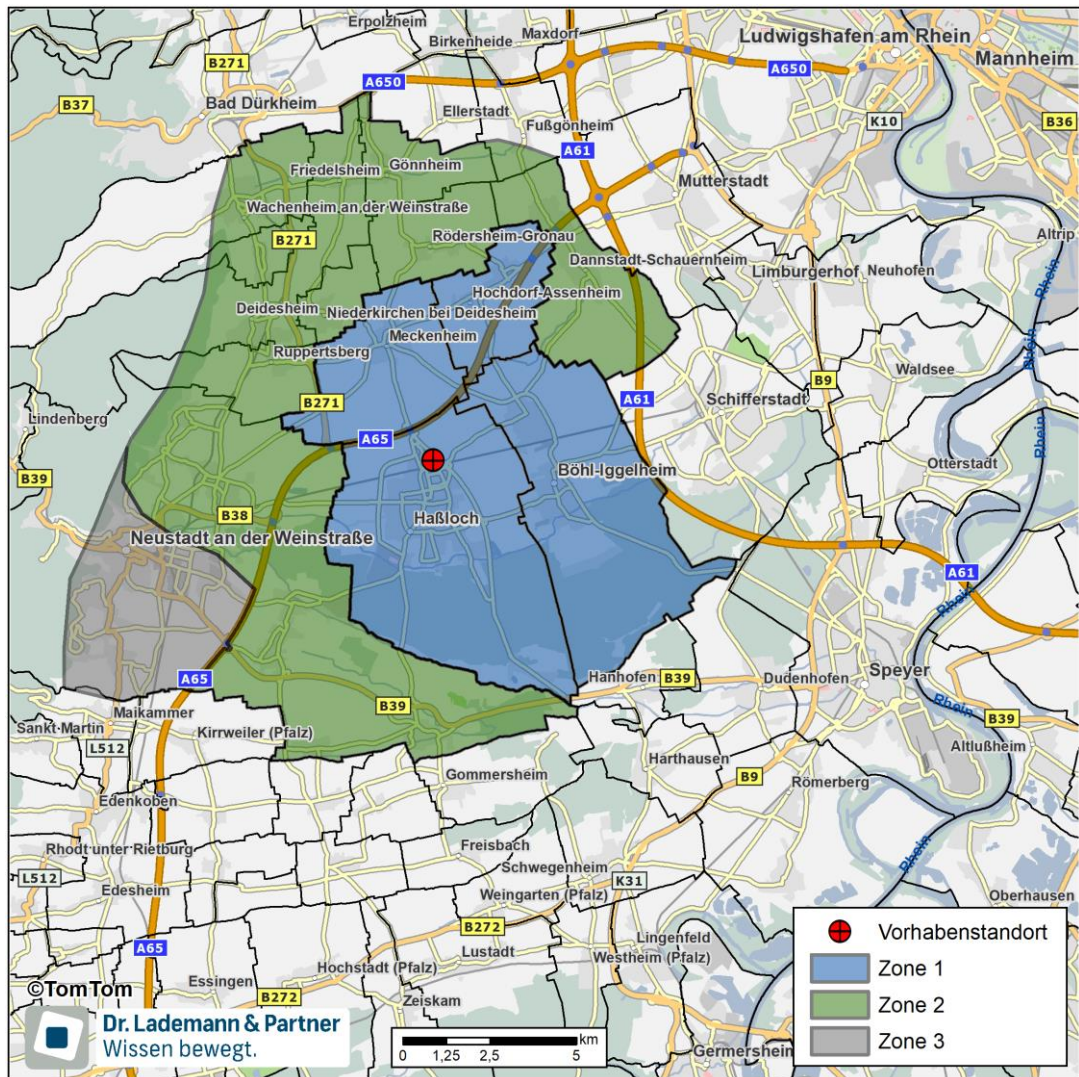 Erpolzheim
Maxdorf
Birkenheide
Ludwigshafen am Rhein
Mannheim
B271
A650
A650
B37
Bad Dürkheim
Ellerstadt
K10
B36
Fußgönheim
A61
Friedelsheim
Gönnheim
Mutterstadt
Wachenheim an der Weinstraße
Altrip
B271
Rödersheim-Gronau
Dannstadt-Schauernheim
Limburgerhof
Neuhofen
Rhein
Hochdorf-Assenheim
Deidesheim
Niederkirchen bei Deidesheim
Meckenheim
Ruppertsberg
Rhein
Waldsee
B9
B271
A61
Schifferstadt
Lindenberg
A65
Rhein
B39
Böhl-Iggelheim
Otterstadt
B38
Haßloch
Neustadt an der Weinstraße
A61
Rhein
A65
Hanhofen
B39
Dudenhofen
Speyer
Maikammer
B39
Rhein
B39
Sankt Martin
Kirrweiler (Pfalz)
L512
Altlußheim
Harthausen
Gommersheim
B9
Römerberg
Edenkoben
Rhodt unter Rietburg
Freisbach
Rhein
Schwegenheim
L512
Edesheim
K31
Weingarten (Pfalz)
Oberhausen
B272
A65
Lustadt
Lingenfeld
Westheim (Pfalz)
Hochstadt (Pfalz)
Essingen
B272
Zeiskam
Germersheim
Vorhabenstandort
Zone 1
Zone 2
Zone 3
©TomTom
Dr. Lademann & Partner
Wissen bewegt.
km
0 1,25 2,5 5